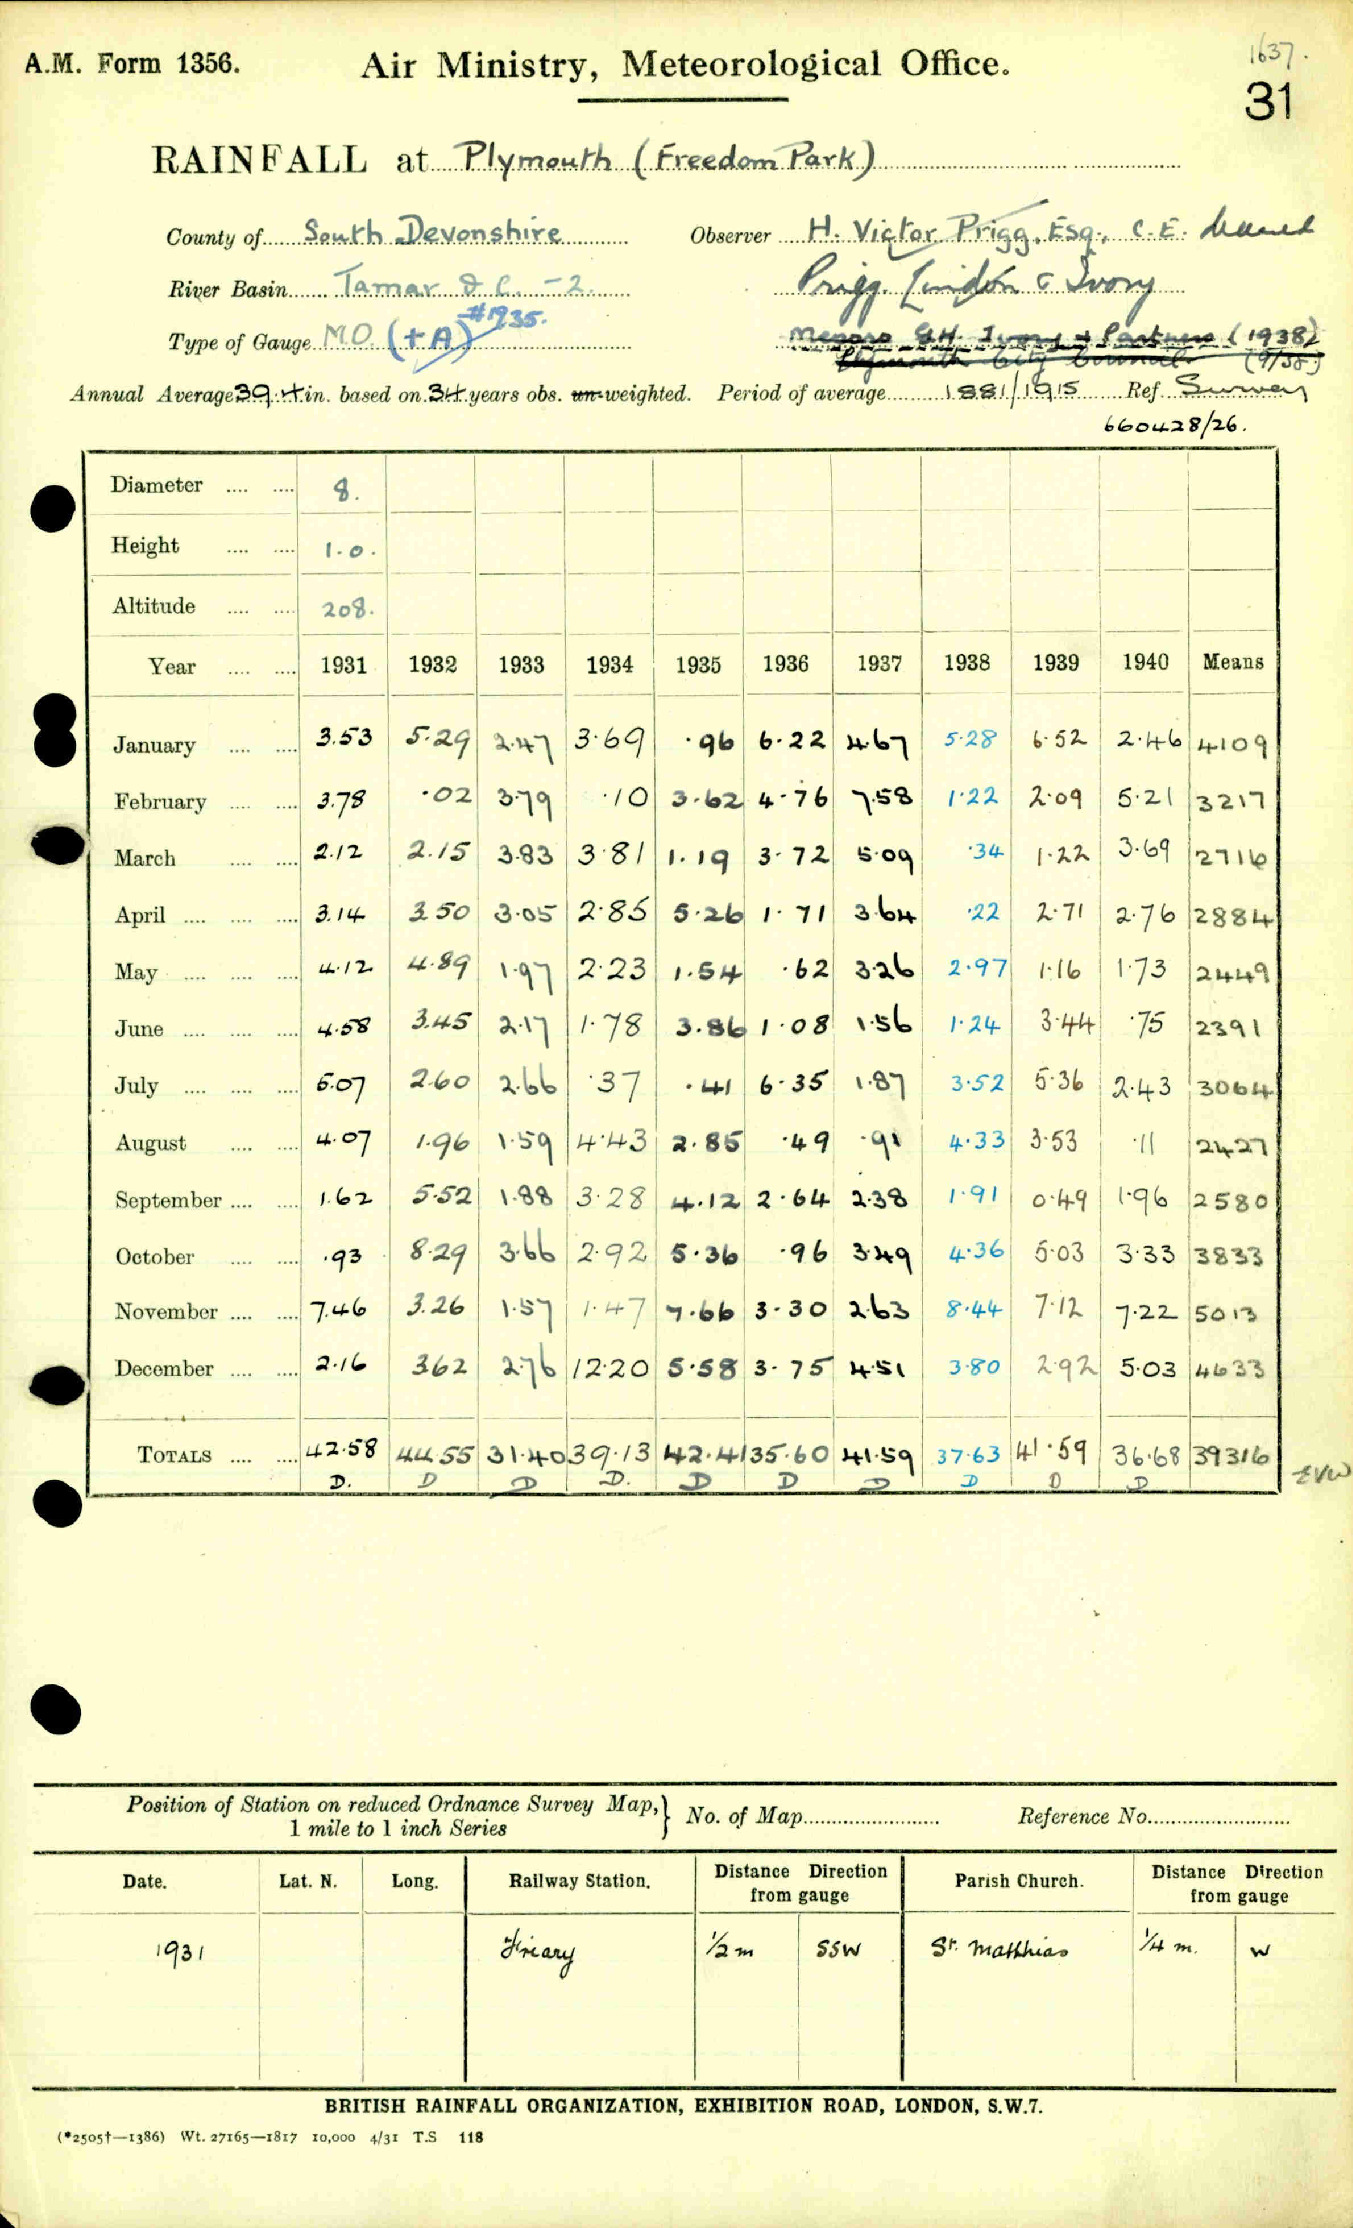 A.M. Form 1356.
Air Ministry, Meteorological Office.
1637.
31
RAINFALL at Plymouth (Freedom Park)
County of South Devonshire Observer H. Victor Prigg, Esq., C.E.
River Basin Tamar & C. -2. Prigg, Lindon & Ivory
Type of Gauge MO (+A) #1935. Messrs G.H. Ivory & Partners (1938)
Plymouth City Council (9/38)
Annual Average 39.4 in. based on 34 years obs. un-weighted. Period of average 1881/1915 Ref. Survey
660428/26.
Diameter .... .... 8.
Height .... .... 1.0.
Altitude .... .... 208.
Year .... .... 1931 1932 1933 1934 1935 1936 1937 1938 1939 1940 Means
January .... .... 3.53 5.29 2.47 3.69 .96 6.22 4.67 5.28 6.52 2.46 4109
February .... .... 3.78 .02 3.79 .10 3.62 4.76 7.58 1.22 2.09 5.21 3217
March .... .... 2.12 2.15 3.83 3.81 1.19 3.72 5.09 .34 1.22 3.69 2716
April .... .... .... 3.14 3.50 3.05 2.85 5.26 1.71 3.64 .22 2.71 2.76 2884
May .... .... .... 4.12 4.89 1.97 2.23 1.54 .62 3.26 2.97 1.16 1.73 2449
June .... .... .... 4.58 3.45 2.17 1.78 3.86 1.08 1.56 1.24 3.44 .75 2391
July .... .... .... 5.07 2.60 2.66 .37 .41 6.35 1.87 3.52 5.36 2.43 3064
August .... .... 4.07 1.96 1.59 4.43 2.85 .49 .91 4.33 3.53 .11 2427
September .... .... 1.62 5.52 1.88 3.28 4.12 2.64 2.38 1.91 0.49 1.96 2580
October .... .... .93 8.29 3.66 2.92 5.36 .96 3.49 4.36 5.03 3.33 3833
November .... .... 7.46 3.26 1.57 1.47 7.66 3.30 2.63 8.44 7.12 7.22 5013
December .... .... 2.16 3.62 2.76 12.20 5.58 3.75 4.51 3.80 2.92 5.03 4633
TOTALS .... .... 42.58 44.55 31.40 39.13 42.41 35.60 41.59 37.63 41.59 36.68 39316
D. D D D. D D D D D D EVW
Position of Station on reduced Ordnance Survey Map, } No. of Map Reference No.
1 mile to 1 inch Series
Date. Lat. N. Long. Railway Station. Distance Direction from gauge Parish Church. Distance Direction from gauge
1931 Friary 1/2 m SSW St. Matthias 1/4 m. W
BRITISH RAINFALL ORGANIZATION, EXHIBITION ROAD, LONDON, S.W.7.
(*2505†—1386) Wt. 27165—1817 10,000 4/31 T.S 118